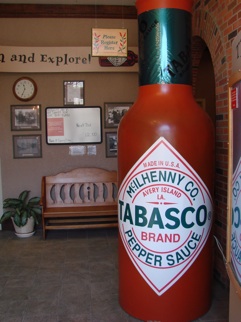 Please
Register
Here
n and Explore!
MADE IN U.S.A.
McILHENNY CO.
AVERY ISLAND
LA.
TABASCO
BRAND
PEPPER SAUCE